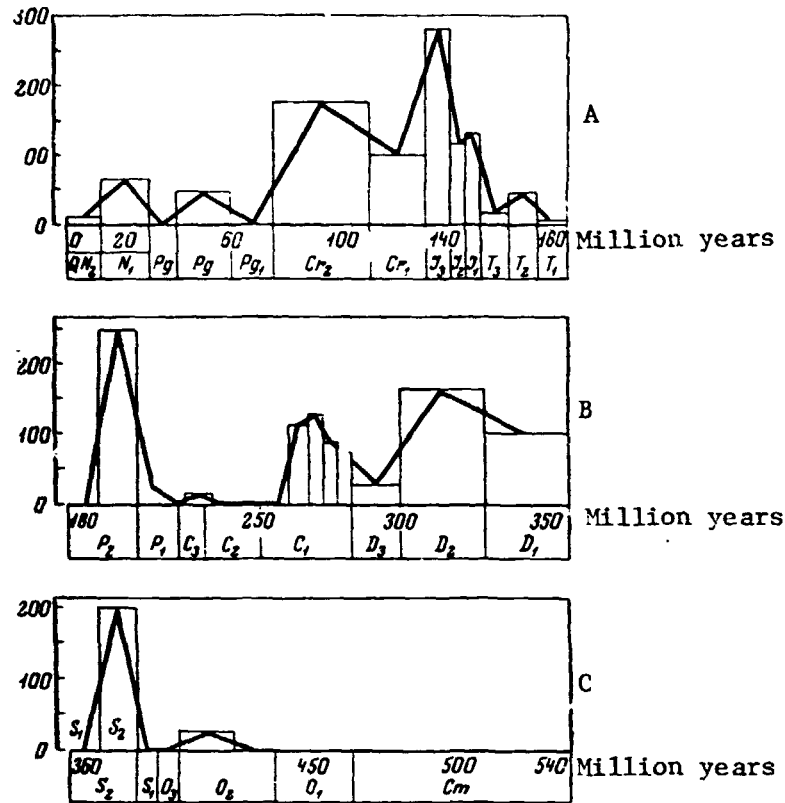 300
200
00
0
A
0 20 60 100 140 180 Million years
QN₂ N₁ Pg Pg Pg₁ Cr₂ Cr₁ J₃ J₂ J₁ T₃ T₂ T₁
200
100
0
B
180 250 300 350 Million years
P₂ P₁ C₃ C₂ C₁ D₃ D₂ D₁
200
100
0
C
S₁ S₂
360 450 500 540 Million years
S₂ S₁ O₃ O₂ O₁ Cm